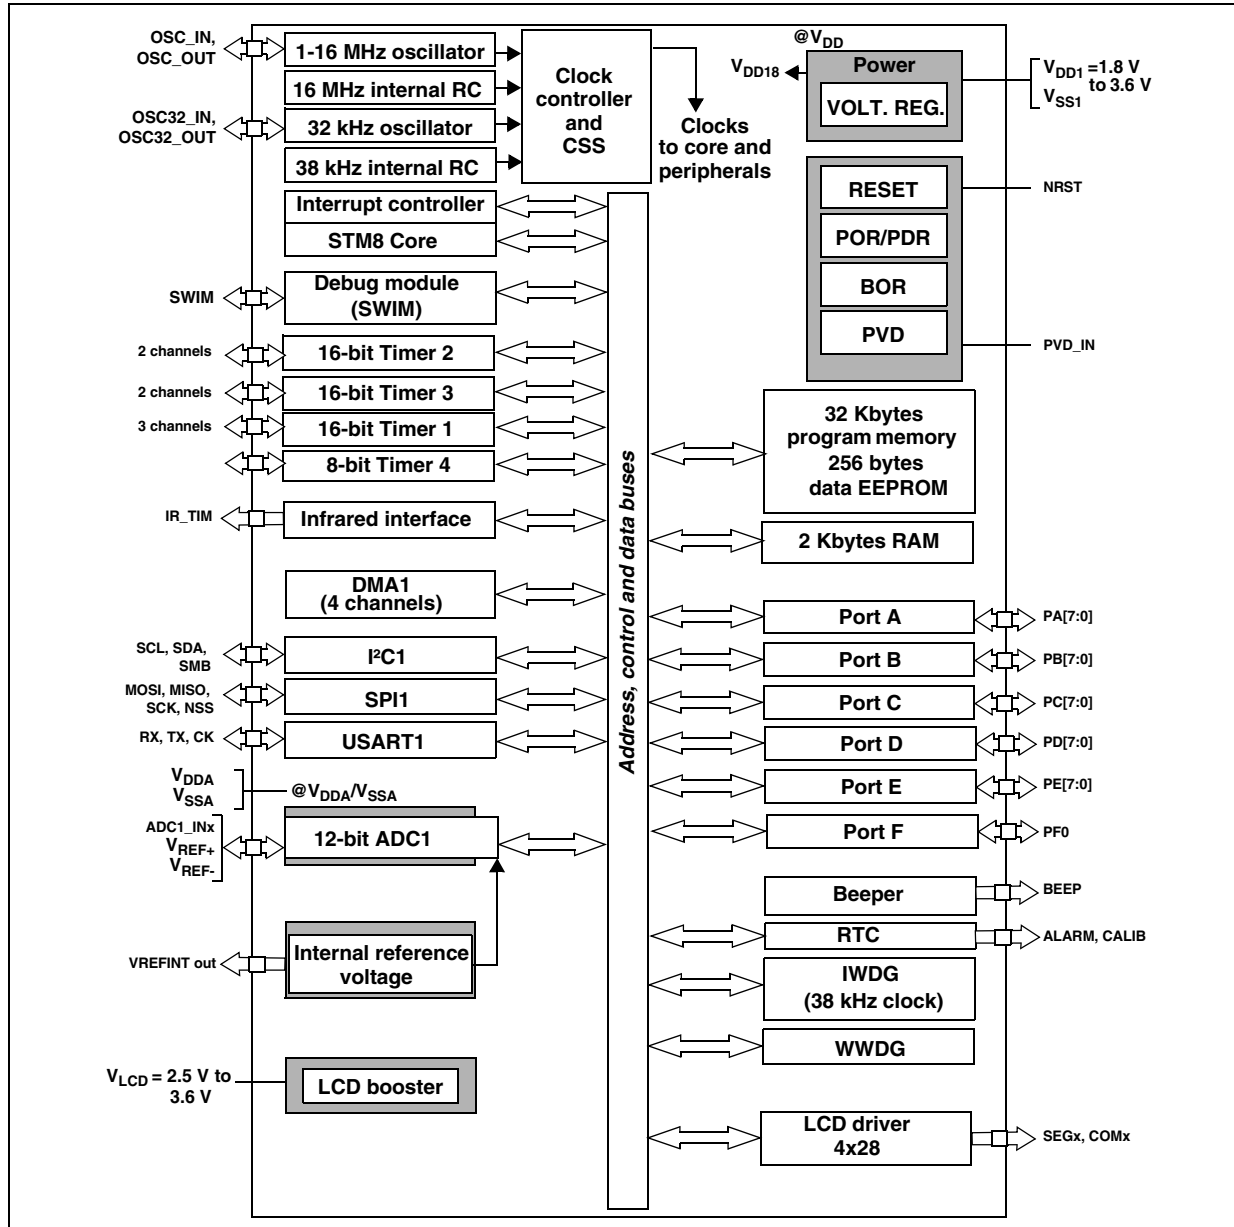 OSC_IN,
OSC_OUT
1-16 MHz oscillator
16 MHz internal RC
OSC32_IN,
OSC32_OUT
32 kHz oscillator
38 kHz internal RC
Clock
controller
and
CSS
Clocks
to core and
peripherals
@VDD
VDD18
Power
VOLT. REG.
VDD1 =1.8 V
to 3.6 V
VSS1
RESET
NRST
POR/PDR
BOR
PVD
PVD_IN
Interrupt controller
STM8 Core
SWIM
Debug module
(SWIM)
2 channels
16-bit Timer 2
2 channels
16-bit Timer 3
3 channels
16-bit Timer 1
8-bit Timer 4
IR_TIM
Infrared interface
DMA1
(4 channels)
SCL, SDA,
SMB
I²C1
MOSI, MISO,
SCK, NSS
SPI1
RX, TX, CK
USART1
VDDA
VSSA
@VDDA/VSSA
ADC1_INx
VREF+
VREF-
12-bit ADC1
VREFINT out
Internal reference
voltage
VLCD = 2.5 V to
3.6 V
LCD booster
Address, control and data buses
32 Kbytes
program memory
256 bytes
data EEPROM
2 Kbytes RAM
Port A
PA[7:0]
Port B
PB[7:0]
Port C
PC[7:0]
Port D
PD[7:0]
Port E
PE[7:0]
Port F
PF0
Beeper
BEEP
RTC
ALARM, CALIB
IWDG
(38 kHz clock)
WWDG
LCD driver
4x28
SEGx, COMx